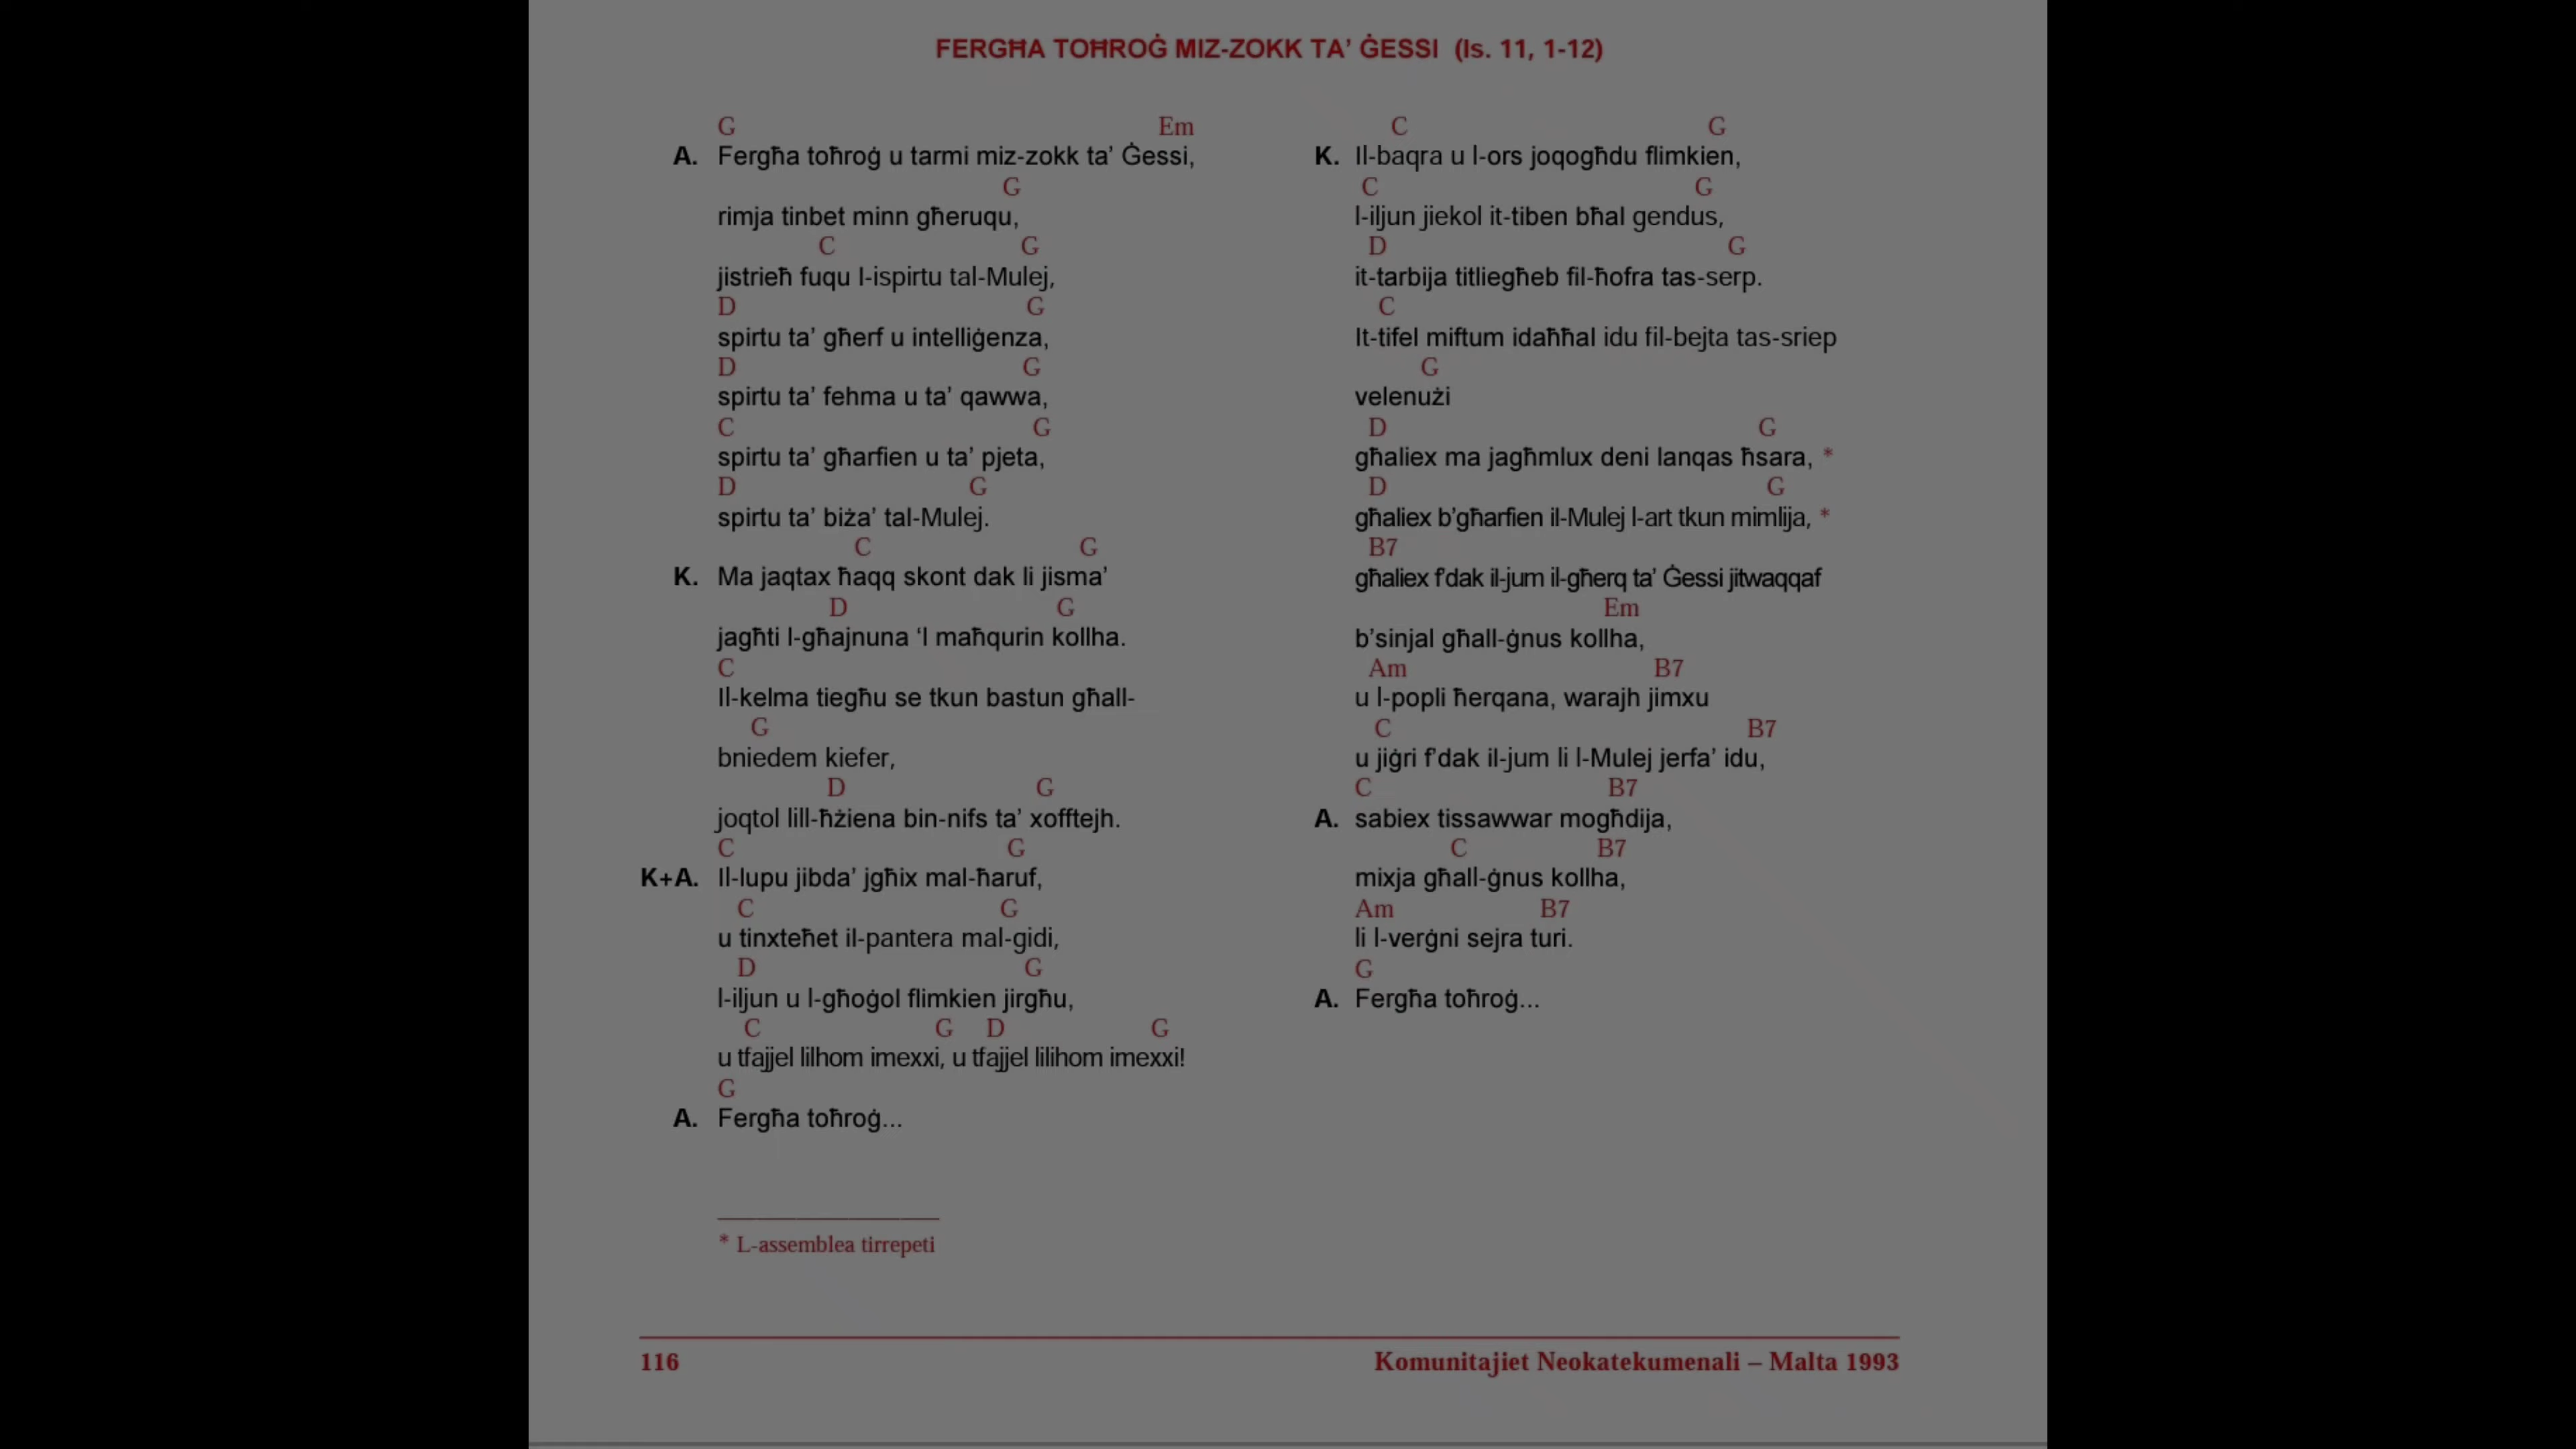 FERGĦA TOĦROĠ MIZ-ZOKK TA’ ĠESSI (Is. 11, 1-12)
G Em
A. Fergħa toħroġ u tarmi miz-zokk ta’ Ġessi,
G
rimja tinbet minn għeruqu,
C G
jistrieħ fuqu l-ispirtu tal-Mulej,
D G
spirtu ta’ għerf u intelliġenza,
D G
spirtu ta’ fehma u ta’ qawwa,
C G
spirtu ta’ għarfien u ta’ pjeta,
D G
spirtu ta’ biża’ tal-Mulej.
C G
K. Ma jaqtax ħaqq skont dak li jisma’
D G
jagħti l-għajnuna ‘l maħqurin kollha.
C
Il-kelma tiegħu se tkun bastun għall-
G
bniedem kiefer,
D G
joqtol lill-ħżiena bin-nifs ta’ xofftejh.
C G
K+A. Il-lupu jibda’ jgħix mal-ħaruf,
C G
u tinxteħet il-pantera mal-gidi,
D G
l-iljun u l-għoġol flimkien jirgħu,
C G D G
u tfajjel lilhom imexxi, u tfajjel lilihom imexxi!
G
A. Fergħa toħroġ...
* L-assemblea tirrepeti
C G
K. Il-baqra u l-ors joqogħdu flimkien,
C G
l-iljun jiekol it-tiben bħal gendus,
D G
it-tarbija titliegħeb fil-ħofra tas-serp.
C
It-tifel miftum idaħħal idu fil-bejta tas-sriep
G
velenużi
D G
għaliex ma jagħmlux deni lanqas ħsara, *
D G
għaliex b’għarfien il-Mulej l-art tkun mimlija, *
B7
għaliex f’dak il-jum il-għerq ta’ Ġessi jitwaqqaf
Em
b’sinjal għall-ġnus kollha,
Am B7
u l-popli ħerqana, warajh jimxu
C B7
u jiġri f’dak il-jum li l-Mulej jerfa’ idu,
C B7
A. sabiex tissawwar mogħdija,
C B7
mixja għall-ġnus kollha,
Am B7
li l-verġni sejra turi.
G
A. Fergħa toħroġ...
116 Komunitajiet Neokatekumenali – Malta 1993